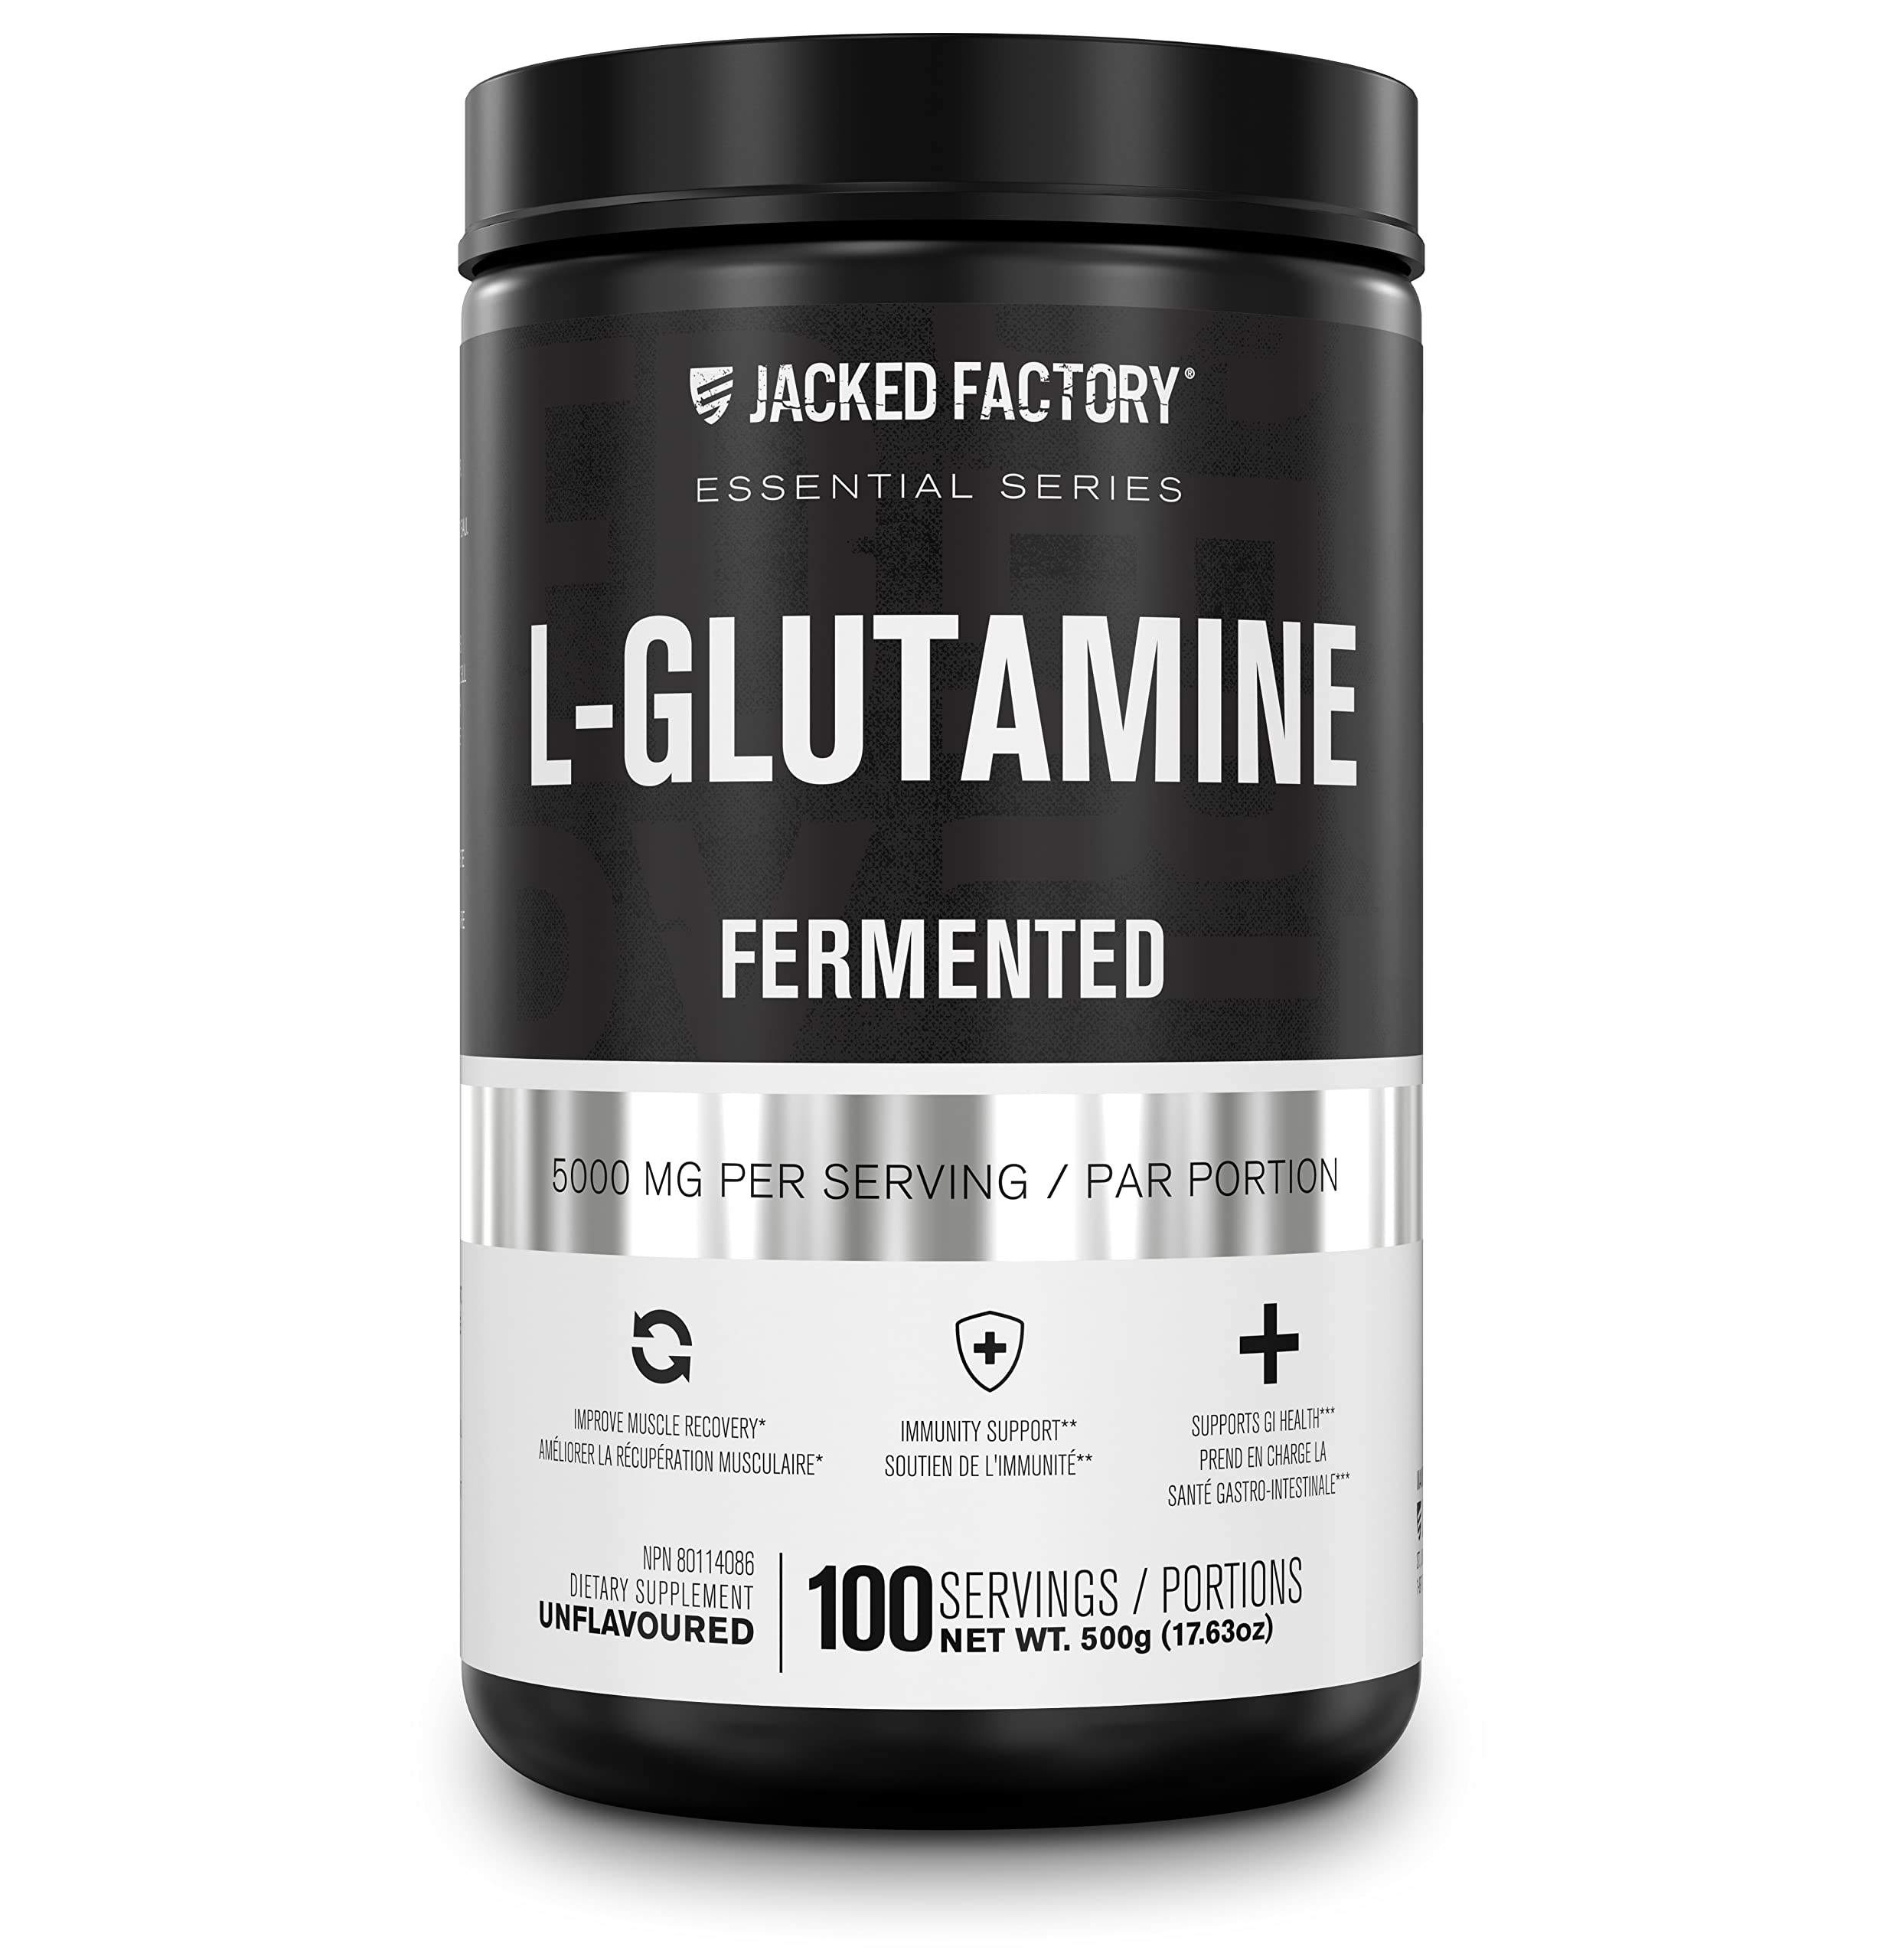 JACKED FACTORY®
ESSENTIAL SERIES
L-GLUTAMINE
FERMENTED
5000 MG PER SERVING / PAR PORTION
IMPROVE MUSCLE RECOVERY*
AMÉLIORER LA RÉCUPÉRATION MUSCULAIRE*
IMMUNITY SUPPORT**
SOUTIEN DE L'IMMUNITÉ**
SUPPORTS GI HEALTH***
PREND EN CHARGE LA
SANTÉ GASTRO-INTESTINALE***
NPN 80114086
DIETARY SUPPLEMENT
UNFLAVOURED
100 SERVINGS / PORTIONS
NET WT. 500g (17.63oz)